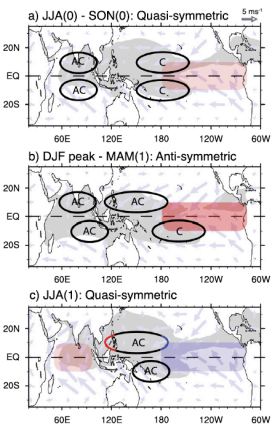 5 ms⁻¹
a) JJA(0) - SON(0): Quasi-symmetric
20N
AC
C
EQ
AC
C
20S
60E 120E 180 120W 60W
b) DJF peak - MAM(1): Anti-symmetric
20N
AC
AC
EQ
AC
C
20S
60E 120E 180 120W 60W
c) JJA(1): Quasi-symmetric
20N
AC
EQ
AC
20S
60E 120E 180 120W 60W